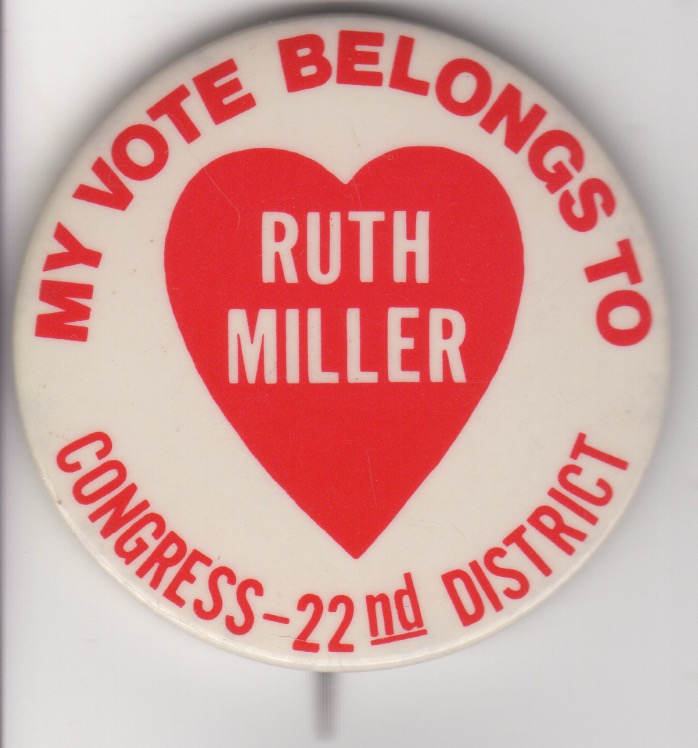 MY VOTE BELONGS TO
RUTH
MILLER
CONGRESS-22nd DISTRICT